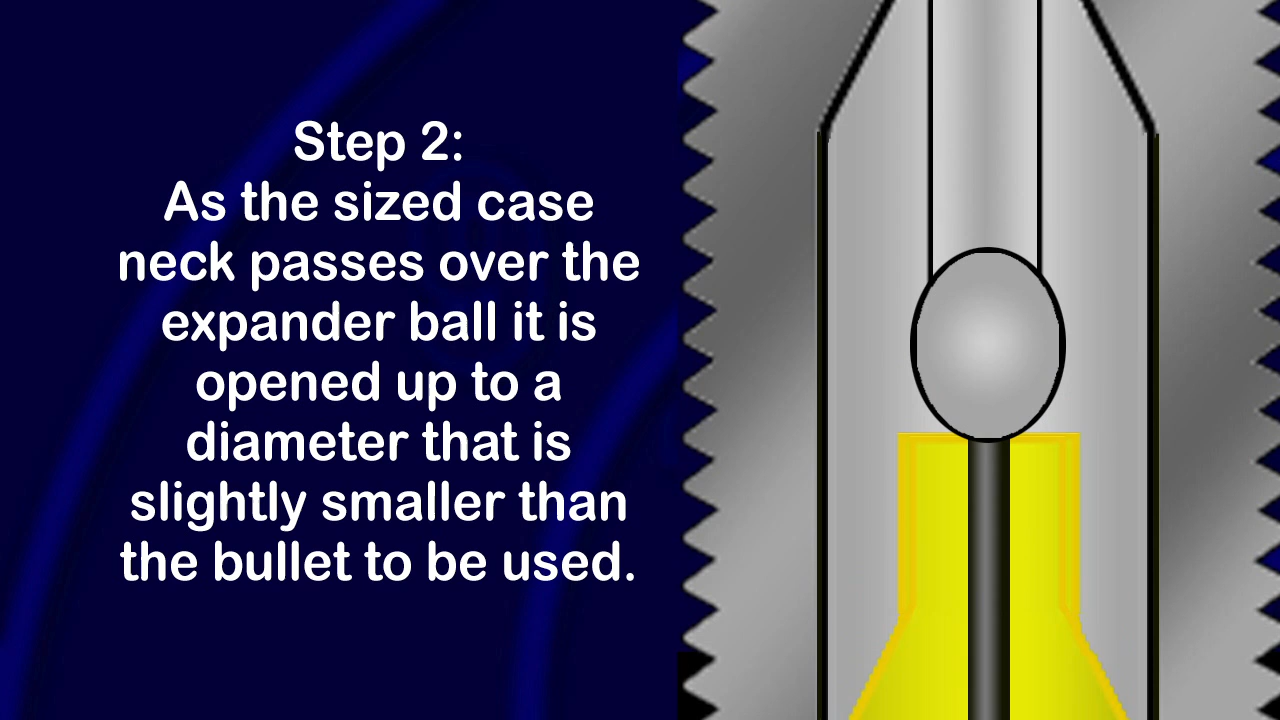 Step 2:
As the sized case
neck passes over the
expander ball it is
opened up to a
diameter that is
slightly smaller than
the bullet to be used.